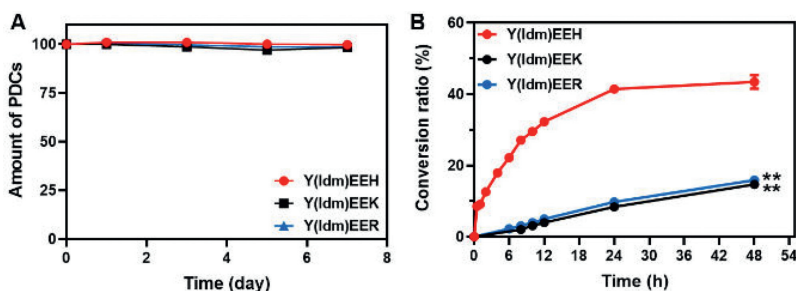 A
Amount of PDCs
100
75
50
25
0
Y(Idm)EEH
Y(Idm)EEK
Y(Idm)EER
0 2 4 6 8
Time (day)
B
Conversion ratio (%)
60
40
20
0
Y(Idm)EEH
Y(Idm)EEK
Y(Idm)EER
**
**
0 6 12 18 24 30 36 42 48 54
Time (h)